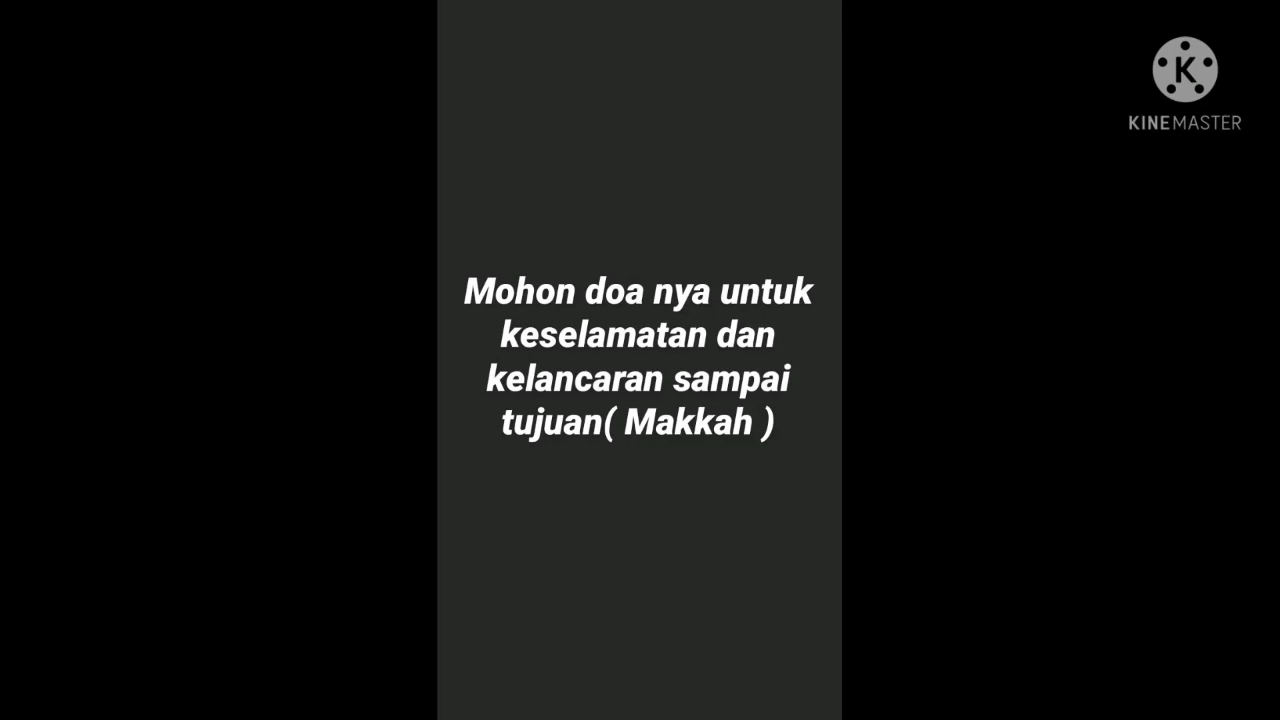 KINEMASTER
Mohon doa nya untuk
keselamatan dan
kelancaran sampai
tujuan( Makkah )